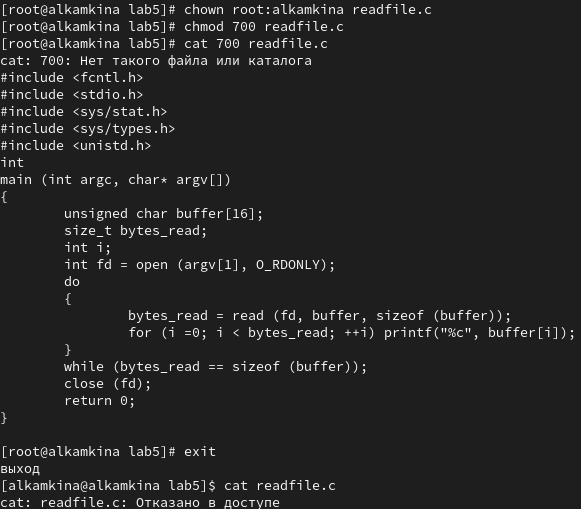 [root@alkamkina lab5]# chown root:alkamkina readfile.c
[root@alkamkina lab5]# chmod 700 readfile.c
[root@alkamkina lab5]# cat 700 readfile.c
cat: 700: Нет такого файла или каталога
#include <fcntl.h>
#include <stdio.h>
#include <sys/stat.h>
#include <sys/types.h>
#include <unistd.h>
int
main (int argc, char* argv[])
{
        unsigned char buffer[16];
        size_t bytes_read;
        int i;
        int fd = open (argv[1], O_RDONLY);
        do
        {
                bytes_read = read (fd, buffer, sizeof (buffer));
                for (i =0; i < bytes_read; ++i) printf("%c", buffer[i]);
        }
        while (bytes_read == sizeof (buffer));
        close (fd);
        return 0;
}
[root@alkamkina lab5]# exit
выход
[alkamkina@alkamkina lab5]$ cat readfile.c
cat: readfile.c: Отказано в доступе